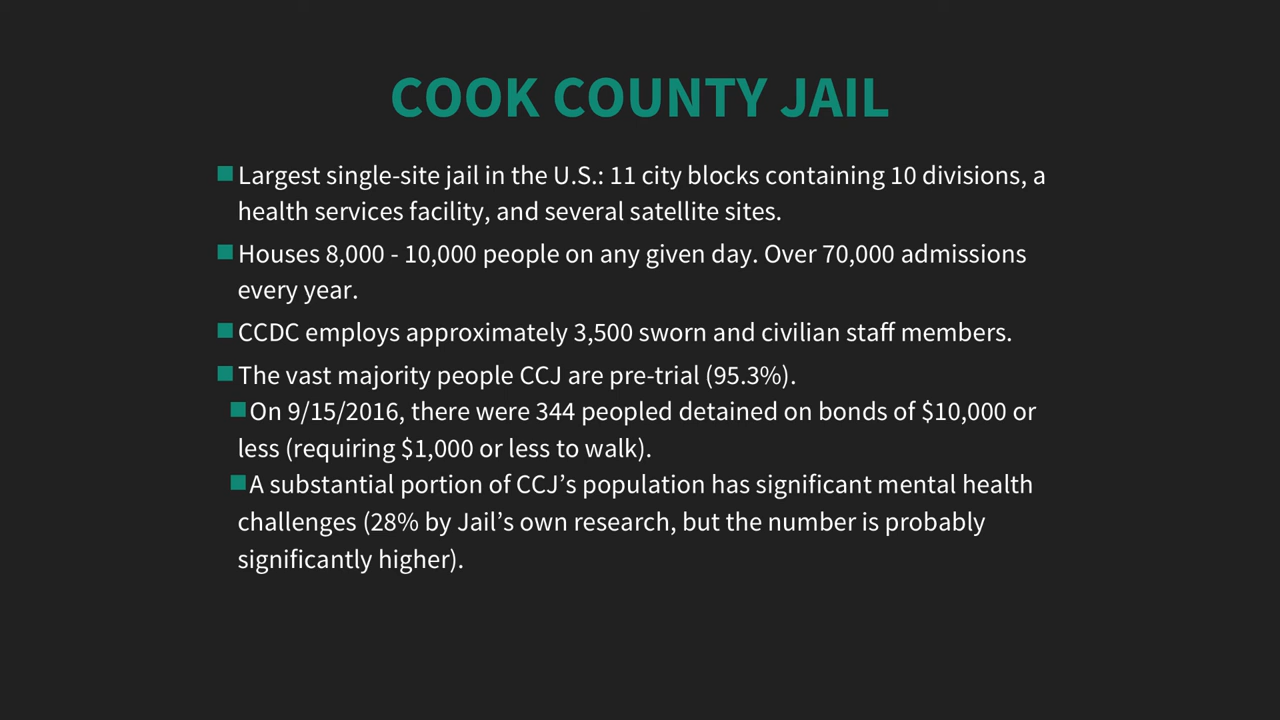 COOK COUNTY JAIL
Largest single-site jail in the U.S.: 11 city blocks containing 10 divisions, a
health services facility, and several satellite sites.
Houses 8,000 - 10,000 people on any given day. Over 70,000 admissions
every year.
CCDC employs approximately 3,500 sworn and civilian staff members.
The vast majority people CCJ are pre-trial (95.3%).
On 9/15/2016, there were 344 peopled detained on bonds of $10,000 or
less (requiring $1,000 or less to walk).
A substantial portion of CCJ’s population has significant mental health
challenges (28% by Jail’s own research, but the number is probably
significantly higher).